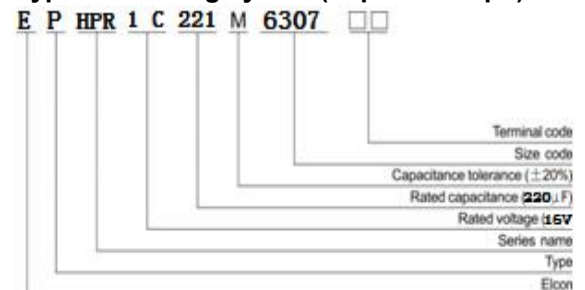 E P HPR 1 C 221 M 6307 □□
Terminal code
Size code
Capacitance tolerance (±20%)
Rated capacitance (220μF)
Rated voltage (16V
Series name
Type
Elcon